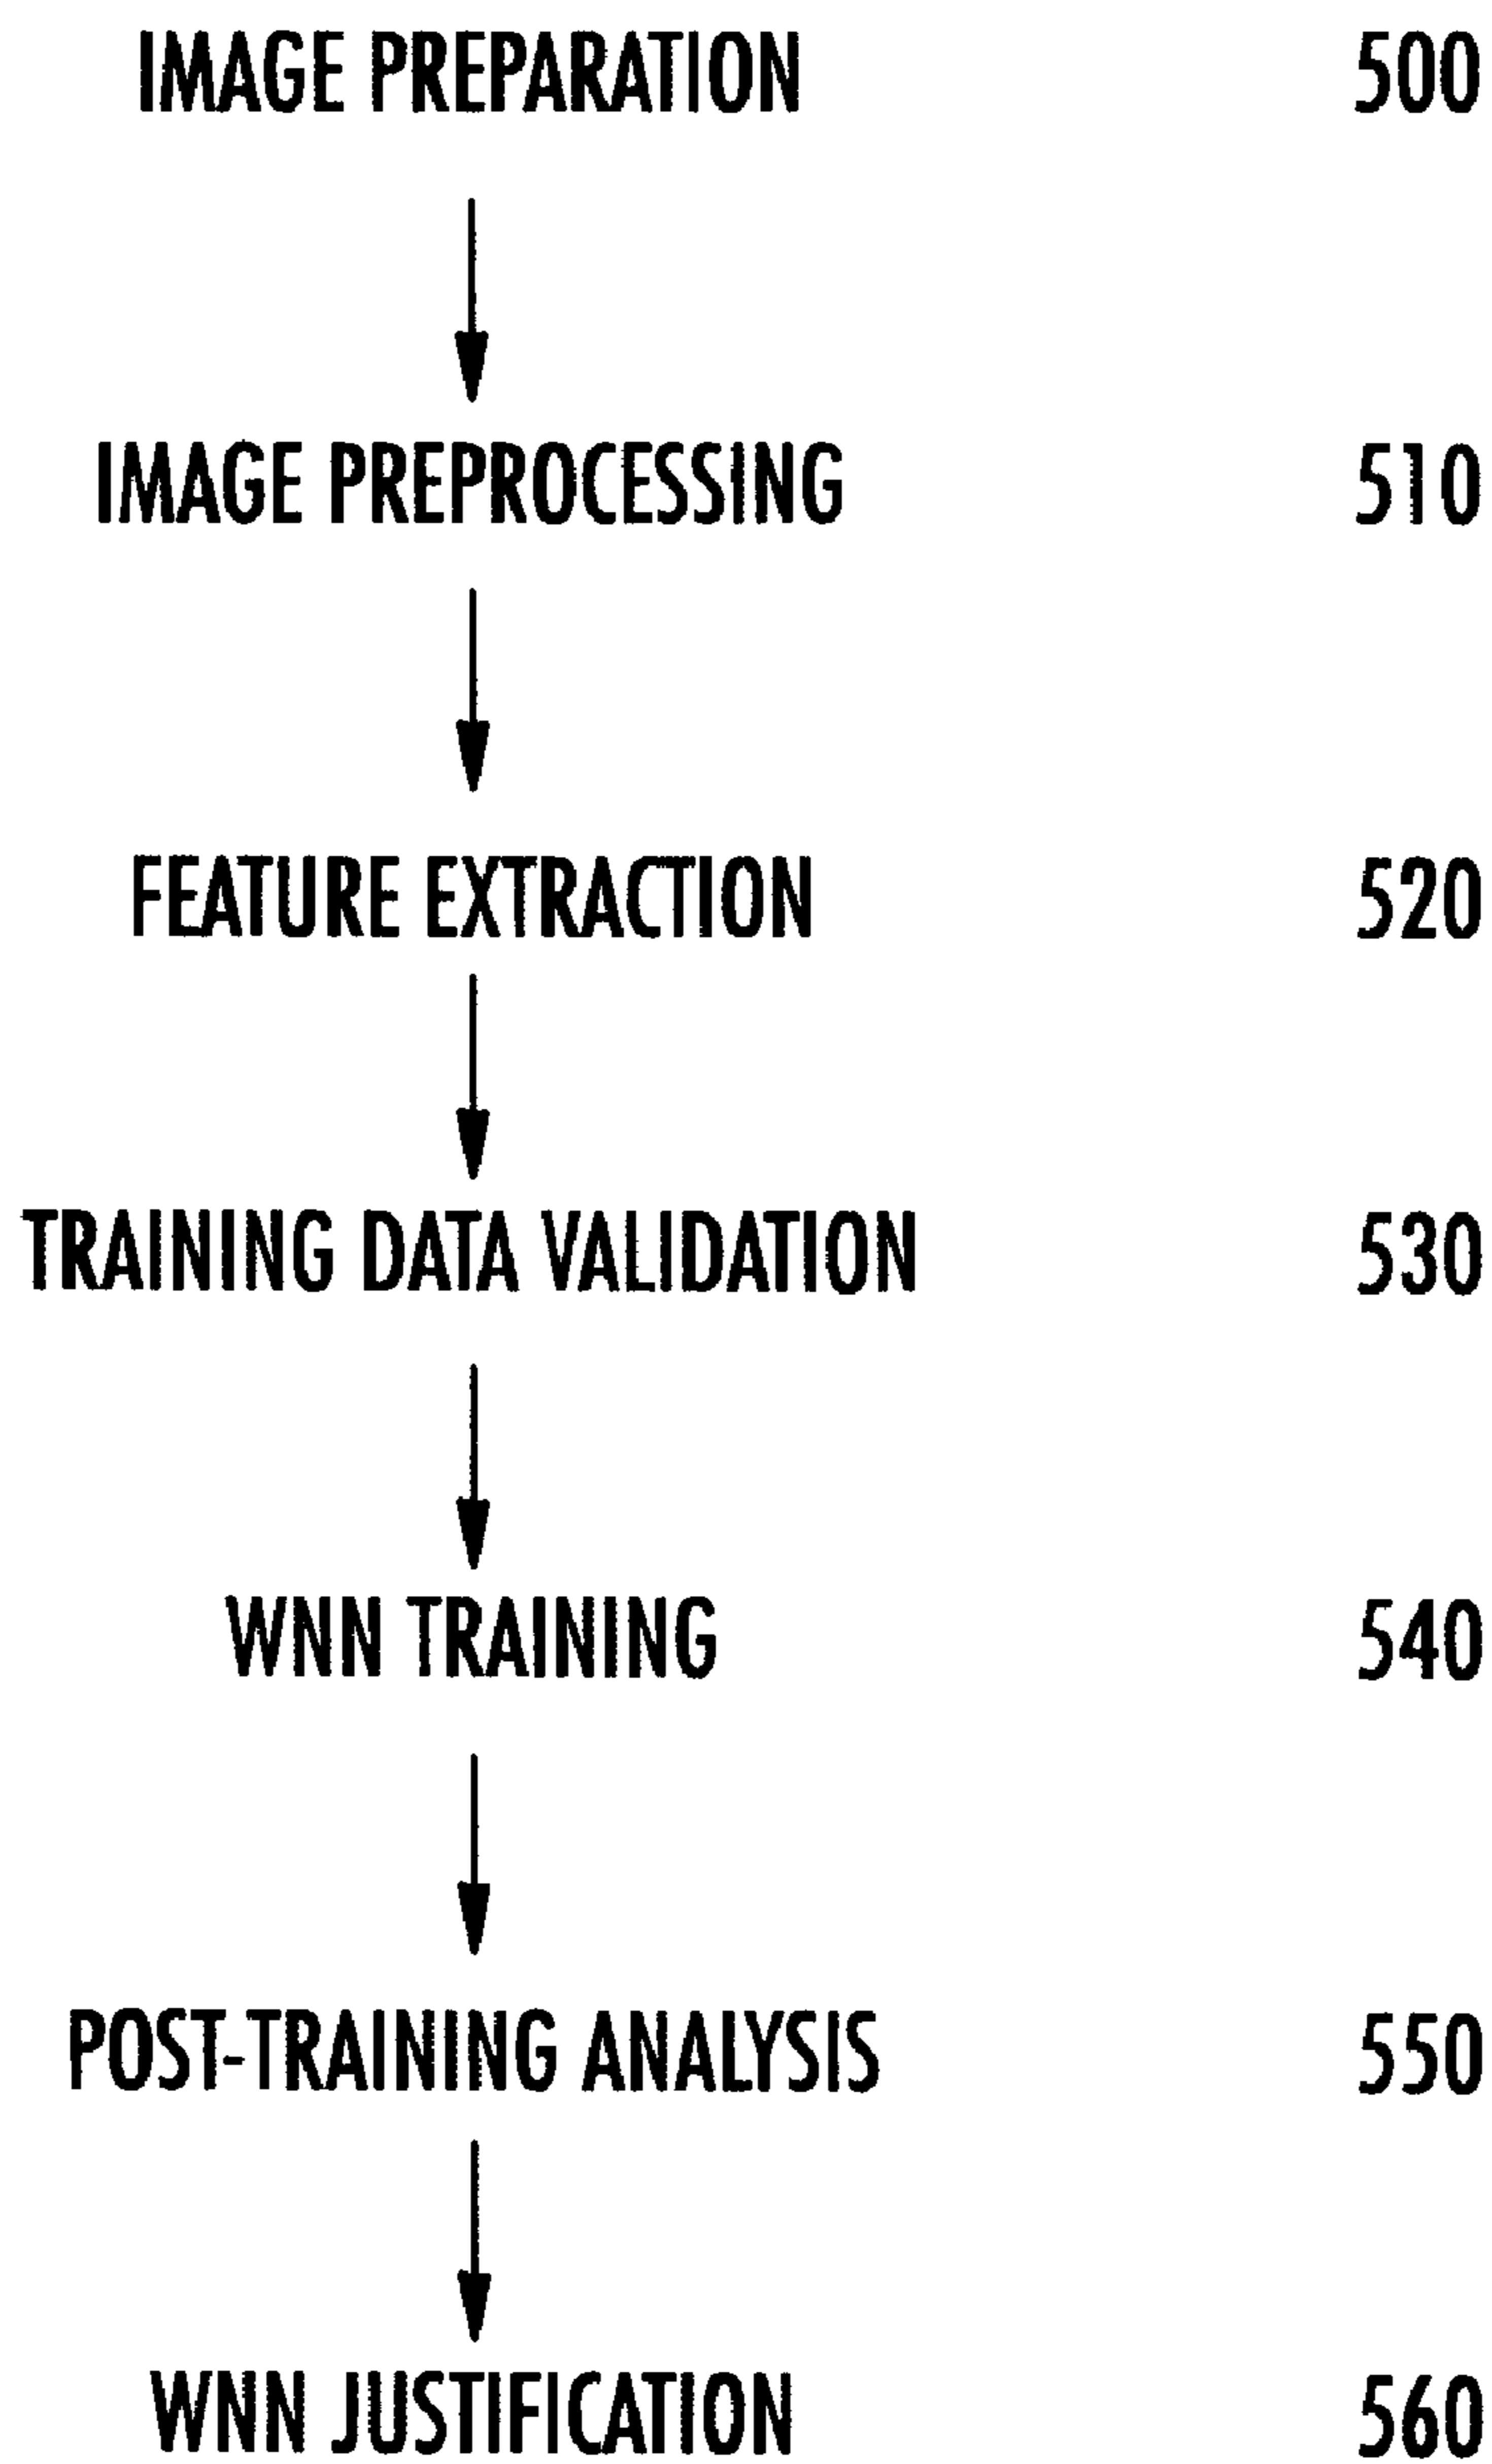 IMAGE PREPARATION 500
IMAGE PREPROCESSING 510
FEATURE EXTRACTION 520
TRAINING DATA VALIDATION 530
WNN TRAINING 540
POST-TRAINING ANALYSIS 550
WNN JUSTIFICATION 560